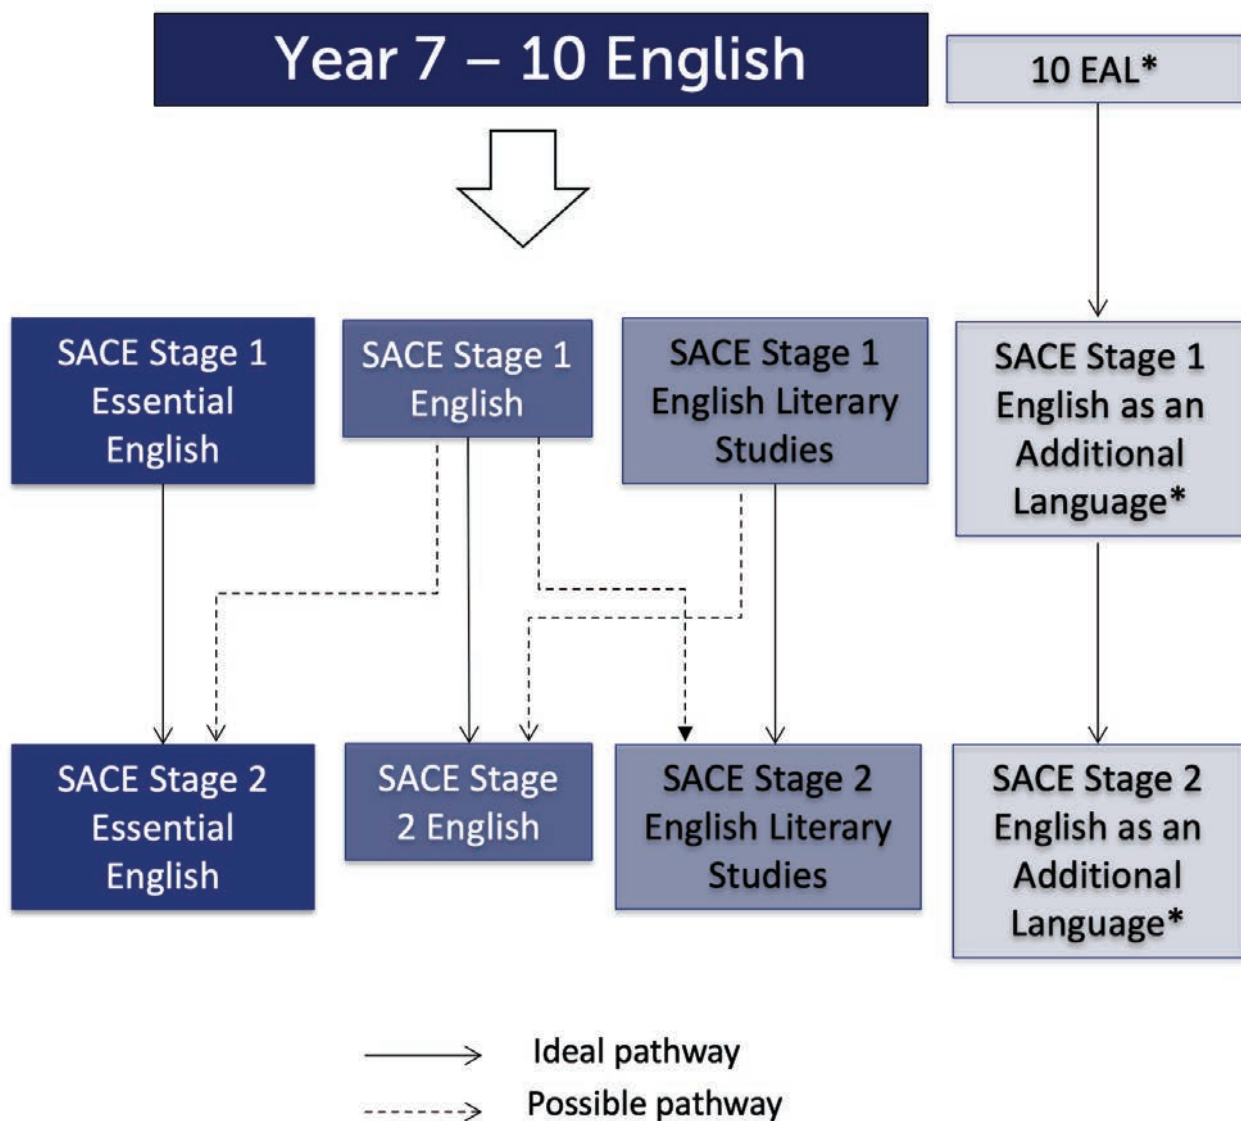 Year 7 – 10 English
10 EAL*
SACE Stage 1
Essential
English
SACE Stage 1
English
SACE Stage 1
English Literary
Studies
SACE Stage 1
English as an
Additional
Language*
SACE Stage 2
Essential
English
SACE Stage
2 English
SACE Stage 2
English Literary
Studies
SACE Stage 2
English as an
Additional
Language*
Ideal pathway
Possible pathway